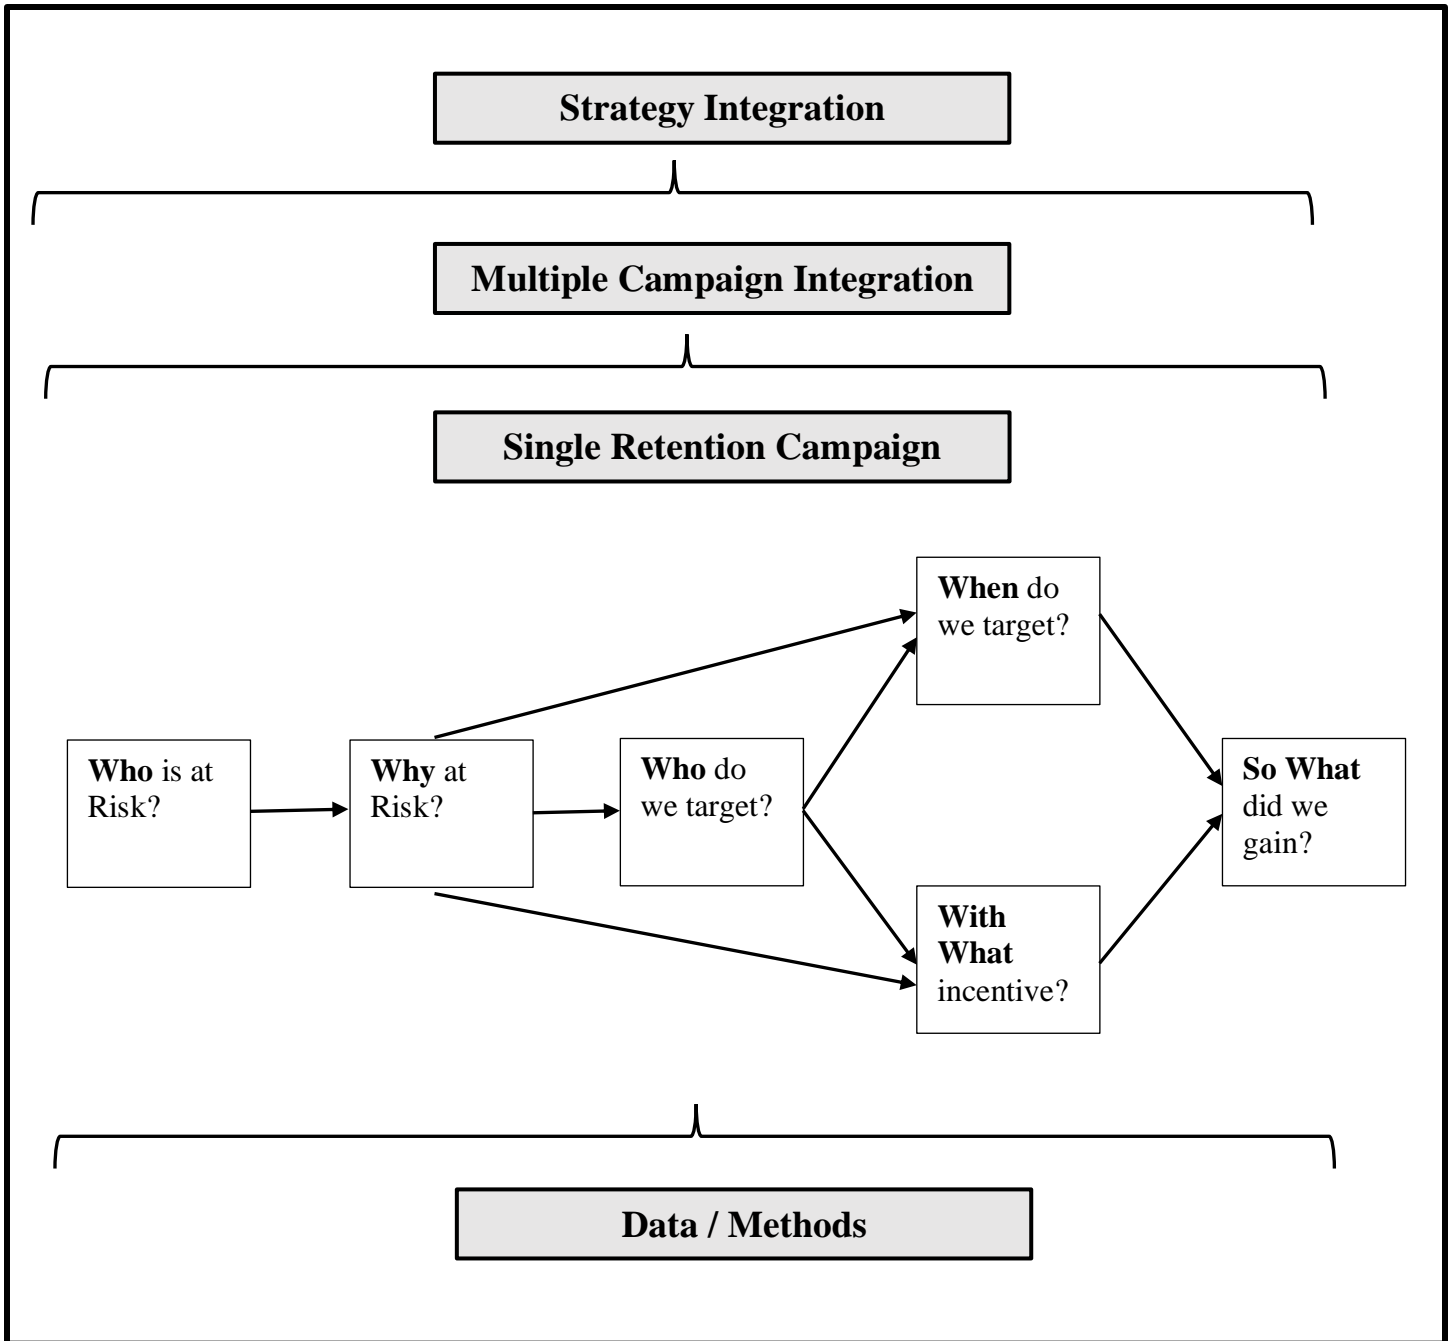 Strategy Integration
Multiple Campaign Integration
Single Retention Campaign
When do
we target?
Who is at
Risk?
Why at
Risk?
Who do
we target?
So What
did we
gain?
With
What
incentive?
Data / Methods